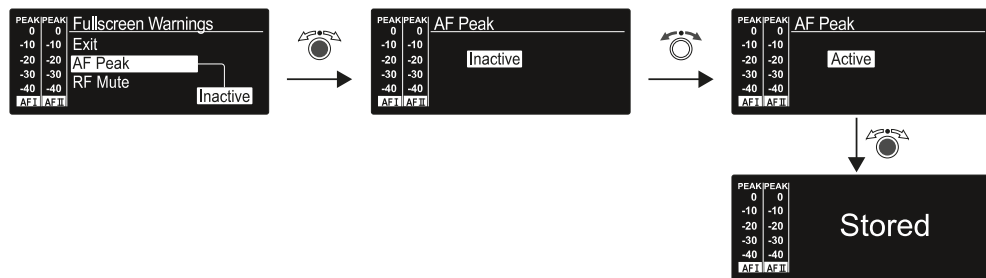 PEAK PEAK Fullscreen Warnings
0 0
Exit
-10 -10
AF Peak
-20 -20
RF Mute
-30 -30
Inactive
-40 -40
AF I AF II
PEAK PEAK AF Peak
0 0
-10 -10
Inactive
-20 -20
-30 -30
-40 -40
AF I AF II
PEAK PEAK AF Peak
0 0
-10 -10
Active
-20 -20
-30 -30
-40 -40
AF I AF II
PEAK PEAK
0 0
-10 -10
Stored
-20 -20
-30 -30
-40 -40
AF I AF II